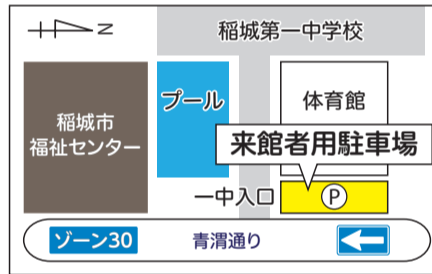 N
稲城第一中学校
稲城市
福祉センター
プール
体育館
来館者用駐車場
一中入口
P
ゾーン30
青渭通り